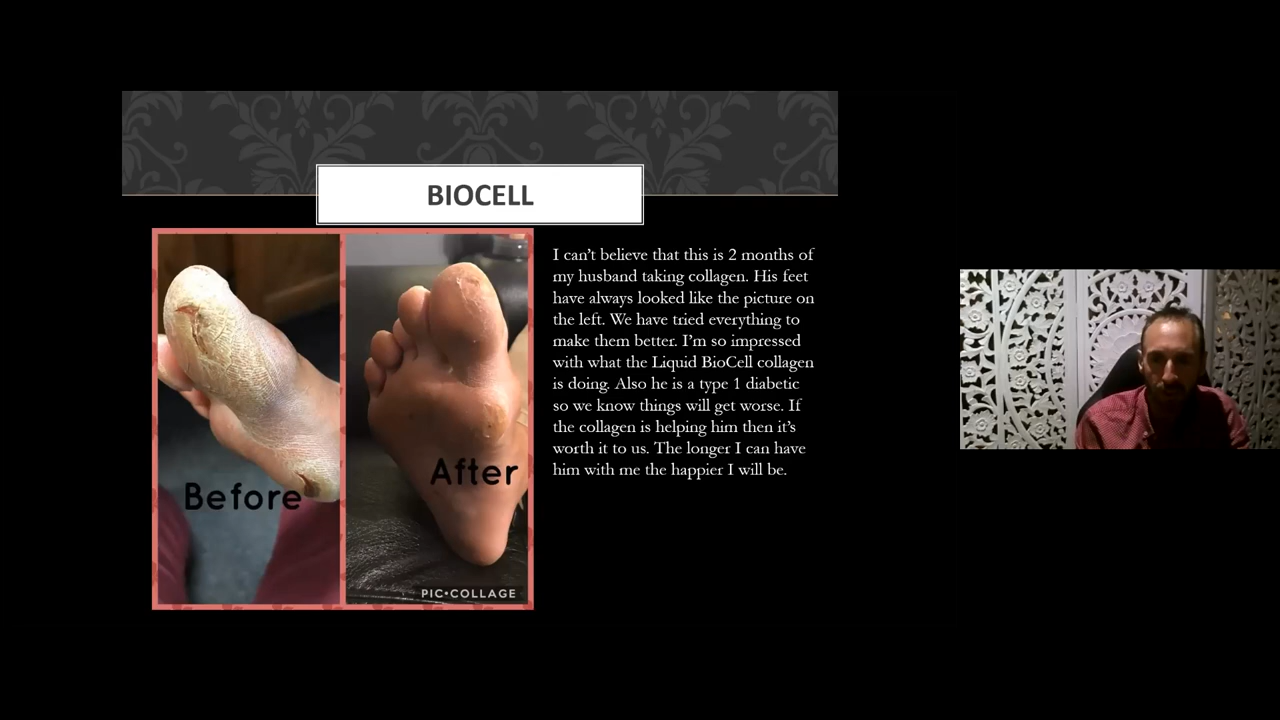 BIOCELL
Before
After
PIC•COLLAGE
I can't believe that this is 2 months of
my husband taking collagen. His feet
have always looked like the picture on
the left. We have tried everything to
make them better. I'm so impressed
with what the Liquid BioCell collagen
is doing. Also he is a type 1 diabetic
so we know things will get worse. If
the collagen is helping him then it's
worth it to us. The longer I can have
him with me the happier I will be.